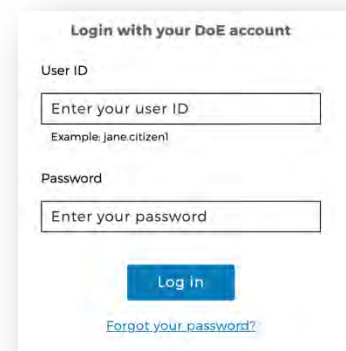 Login with your DoE account
User ID
Enter your user ID
Example: jane.citizen1
Password
Enter your password
Log in
Forgot your password?